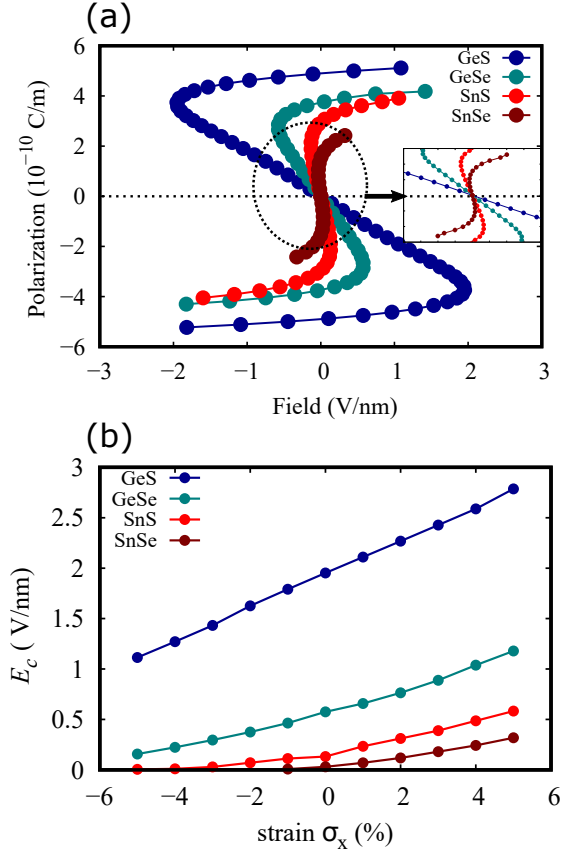 (a)
6
4
2
0
−2
−4
−6
Polarization (10⁻¹⁰ C/m)
GeS
GeSe
SnS
SnSe
−3 −2 −1 0 1 2 3
Field (V/nm)
(b)
3
2.5
2
1.5
1
0.5
0
E_c ( V/nm)
GeS
GeSe
SnS
SnSe
−6 −4 −2 0 2 4 6
strain σₓ (%)